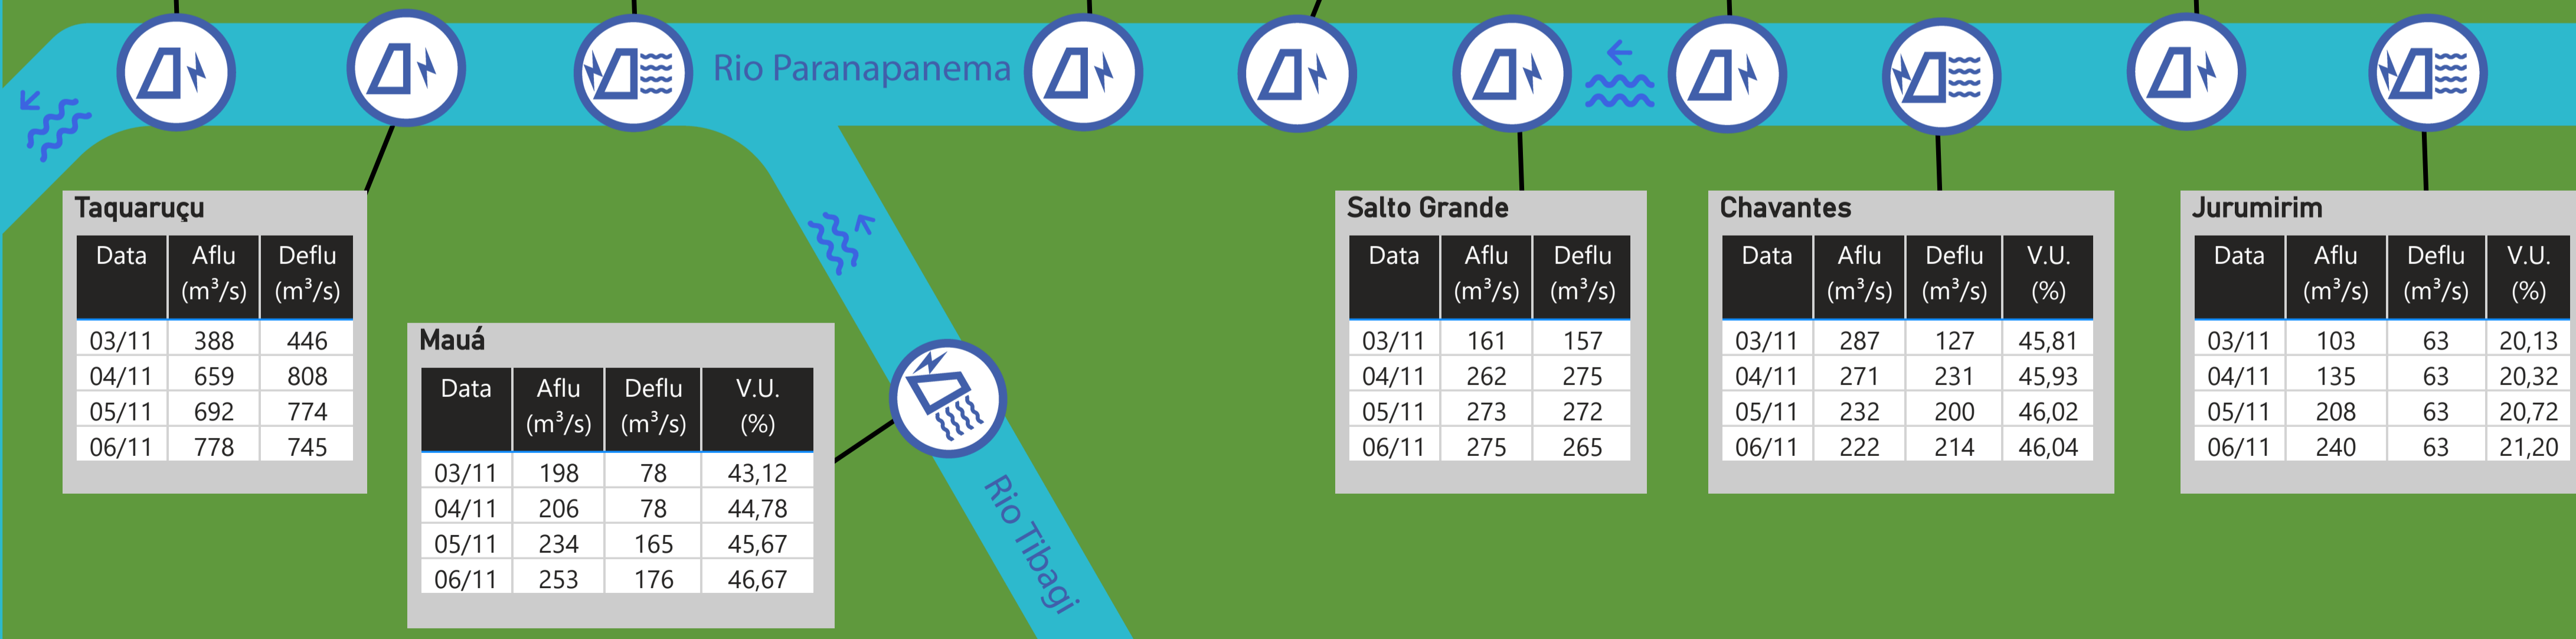 Rio Paranapanema
Taquaruçu
Data Aflu (m³/s) Deflu (m³/s)
03/11 388 446
04/11 659 808
05/11 692 774
06/11 778 745
Mauá
Data Aflu (m³/s) Deflu (m³/s) V.U. (%)
03/11 198 78 43,12
04/11 206 78 44,78
05/11 234 165 45,67
06/11 253 176 46,67
Rio Tibagi
Salto Grande
Data Aflu (m³/s) Deflu (m³/s)
03/11 161 157
04/11 262 275
05/11 273 272
06/11 275 265
Chavantes
Data Aflu (m³/s) Deflu (m³/s) V.U. (%)
03/11 287 127 45,81
04/11 271 231 45,93
05/11 232 200 46,02
06/11 222 214 46,04
Jurumirim
Data Aflu (m³/s) Deflu (m³/s) V.U. (%)
03/11 103 63 20,13
04/11 135 63 20,32
05/11 208 63 20,72
06/11 240 63 21,20